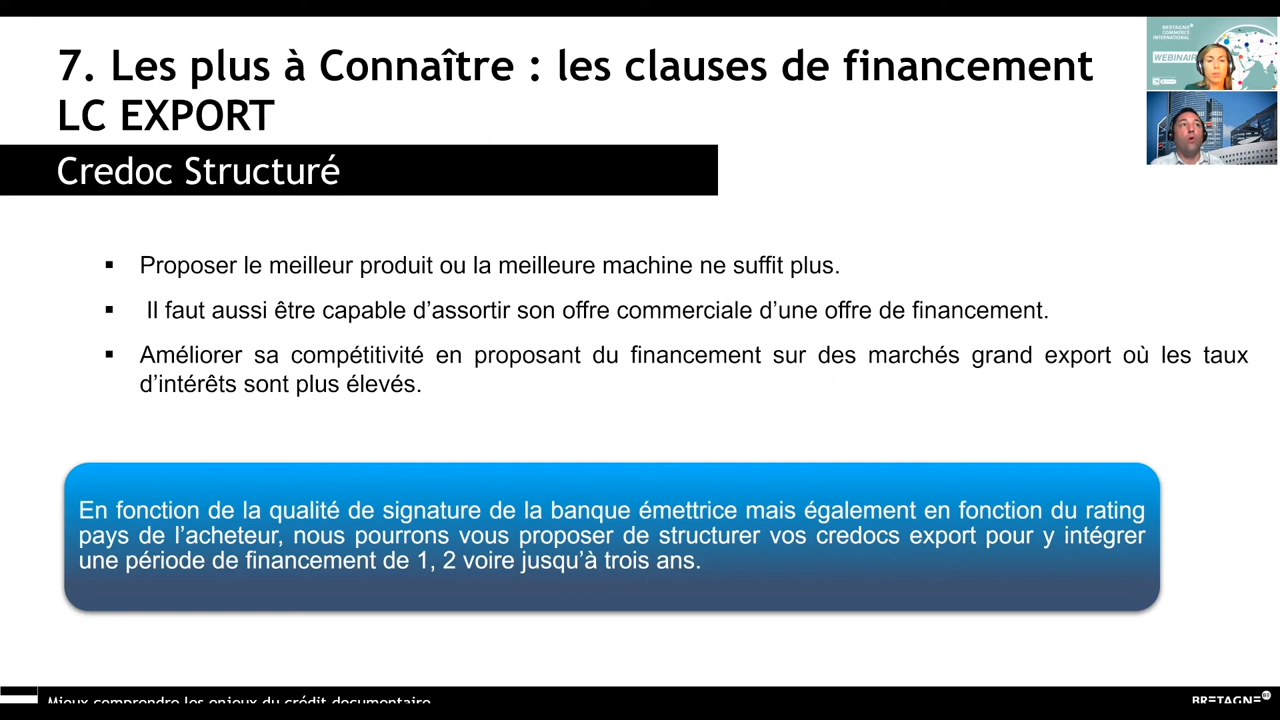 7. Les plus à Connaître : les clauses de financement
LC EXPORT
Credoc Structuré
▪ Proposer le meilleur produit ou la meilleure machine ne suffit plus.
▪ Il faut aussi être capable d’assortir son offre commerciale d’une offre de financement.
▪ Améliorer sa compétitivité en proposant du financement sur des marchés grand export où les taux
d’intérêts sont plus élevés.
En fonction de la qualité de signature de la banque émettrice mais également en fonction du rating
pays de l’acheteur, nous pourrons vous proposer de structurer vos credocs export pour y intégrer
une période de financement de 1, 2 voire jusqu’à trois ans.
BRETAGNE
COMMERCE
INTERNATIONAL
WEBINAIR
Mieux comprendre les enjeux du crédit documentaire
BRETAGNE